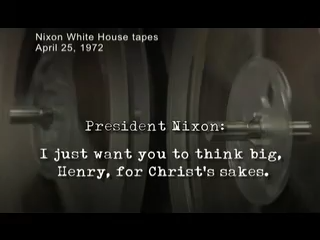 Nixon White House tapes
April 25, 1972
President Nixon:
I just want you to think big,
Henry, for Christ's sakes.